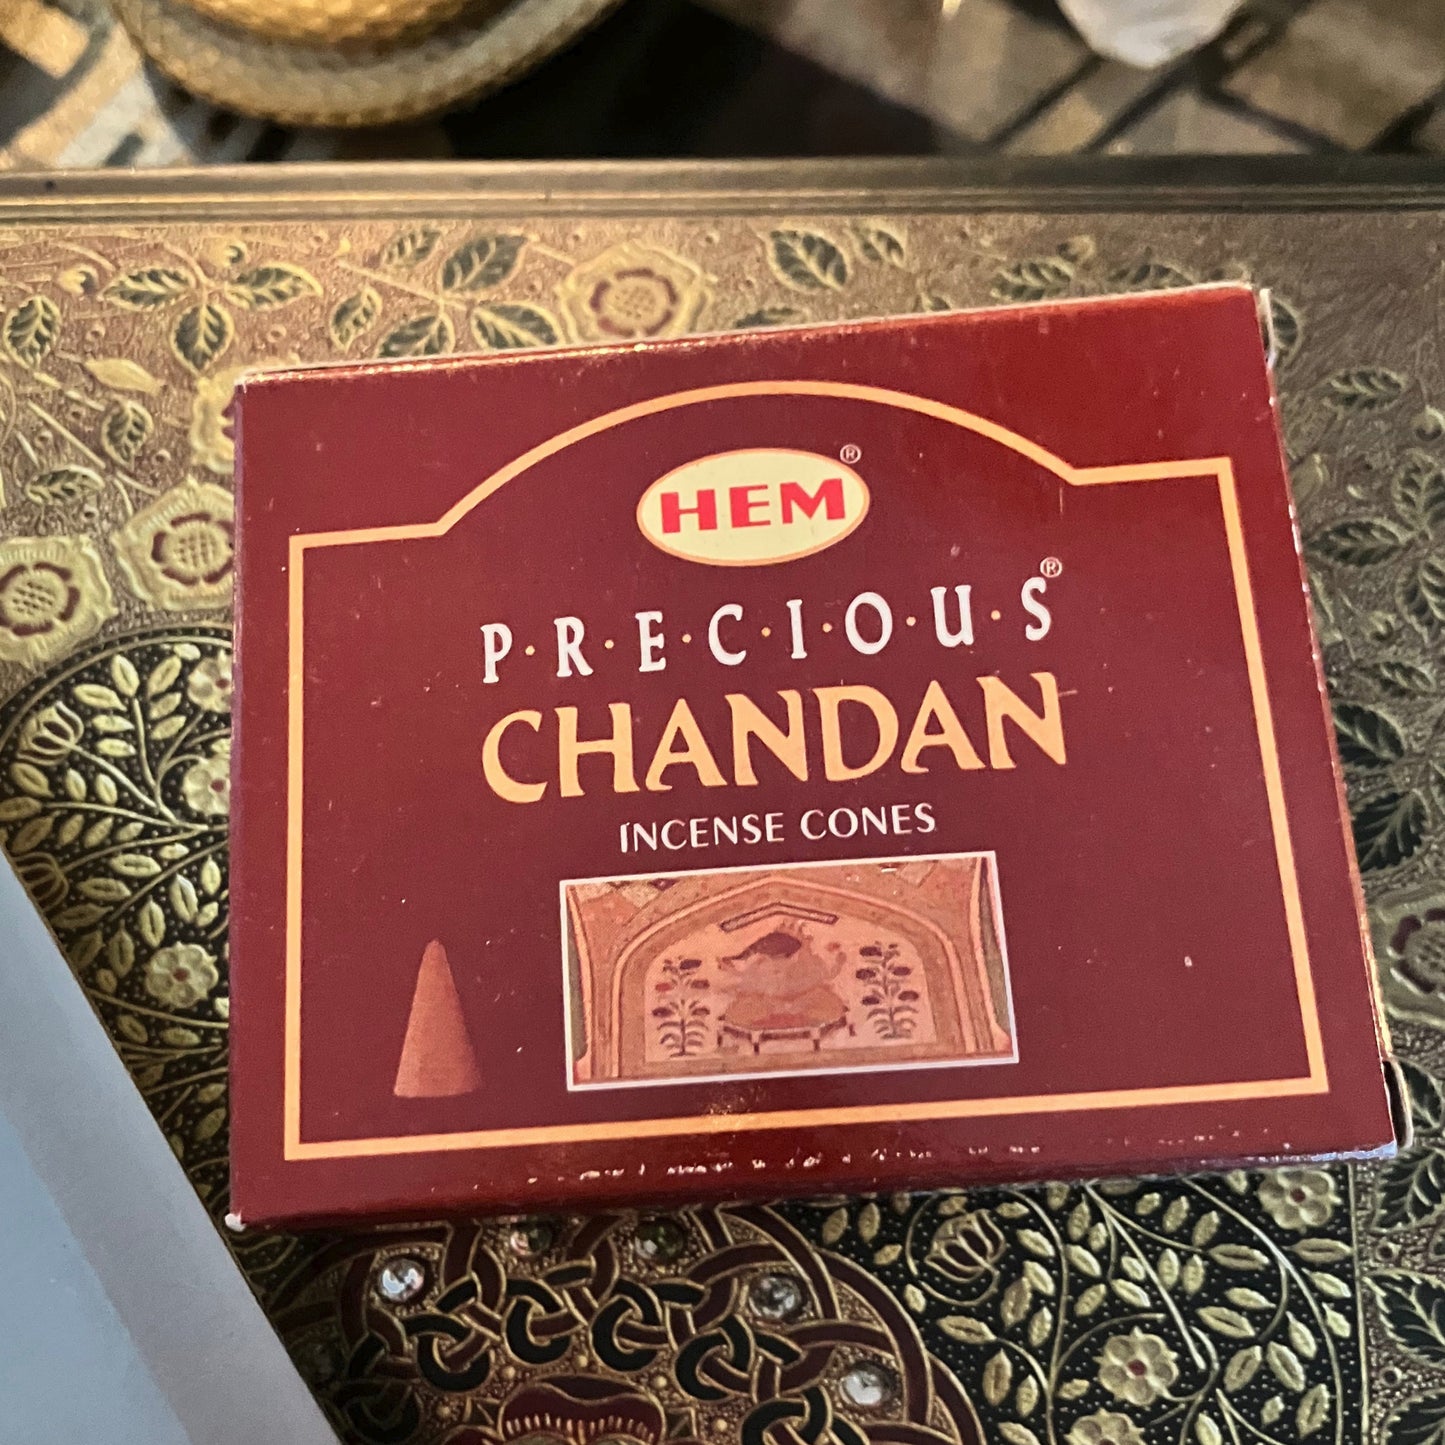 HEM®
P·R·E·C·I·O·U·S®
CHANDAN
INCENSE CONES